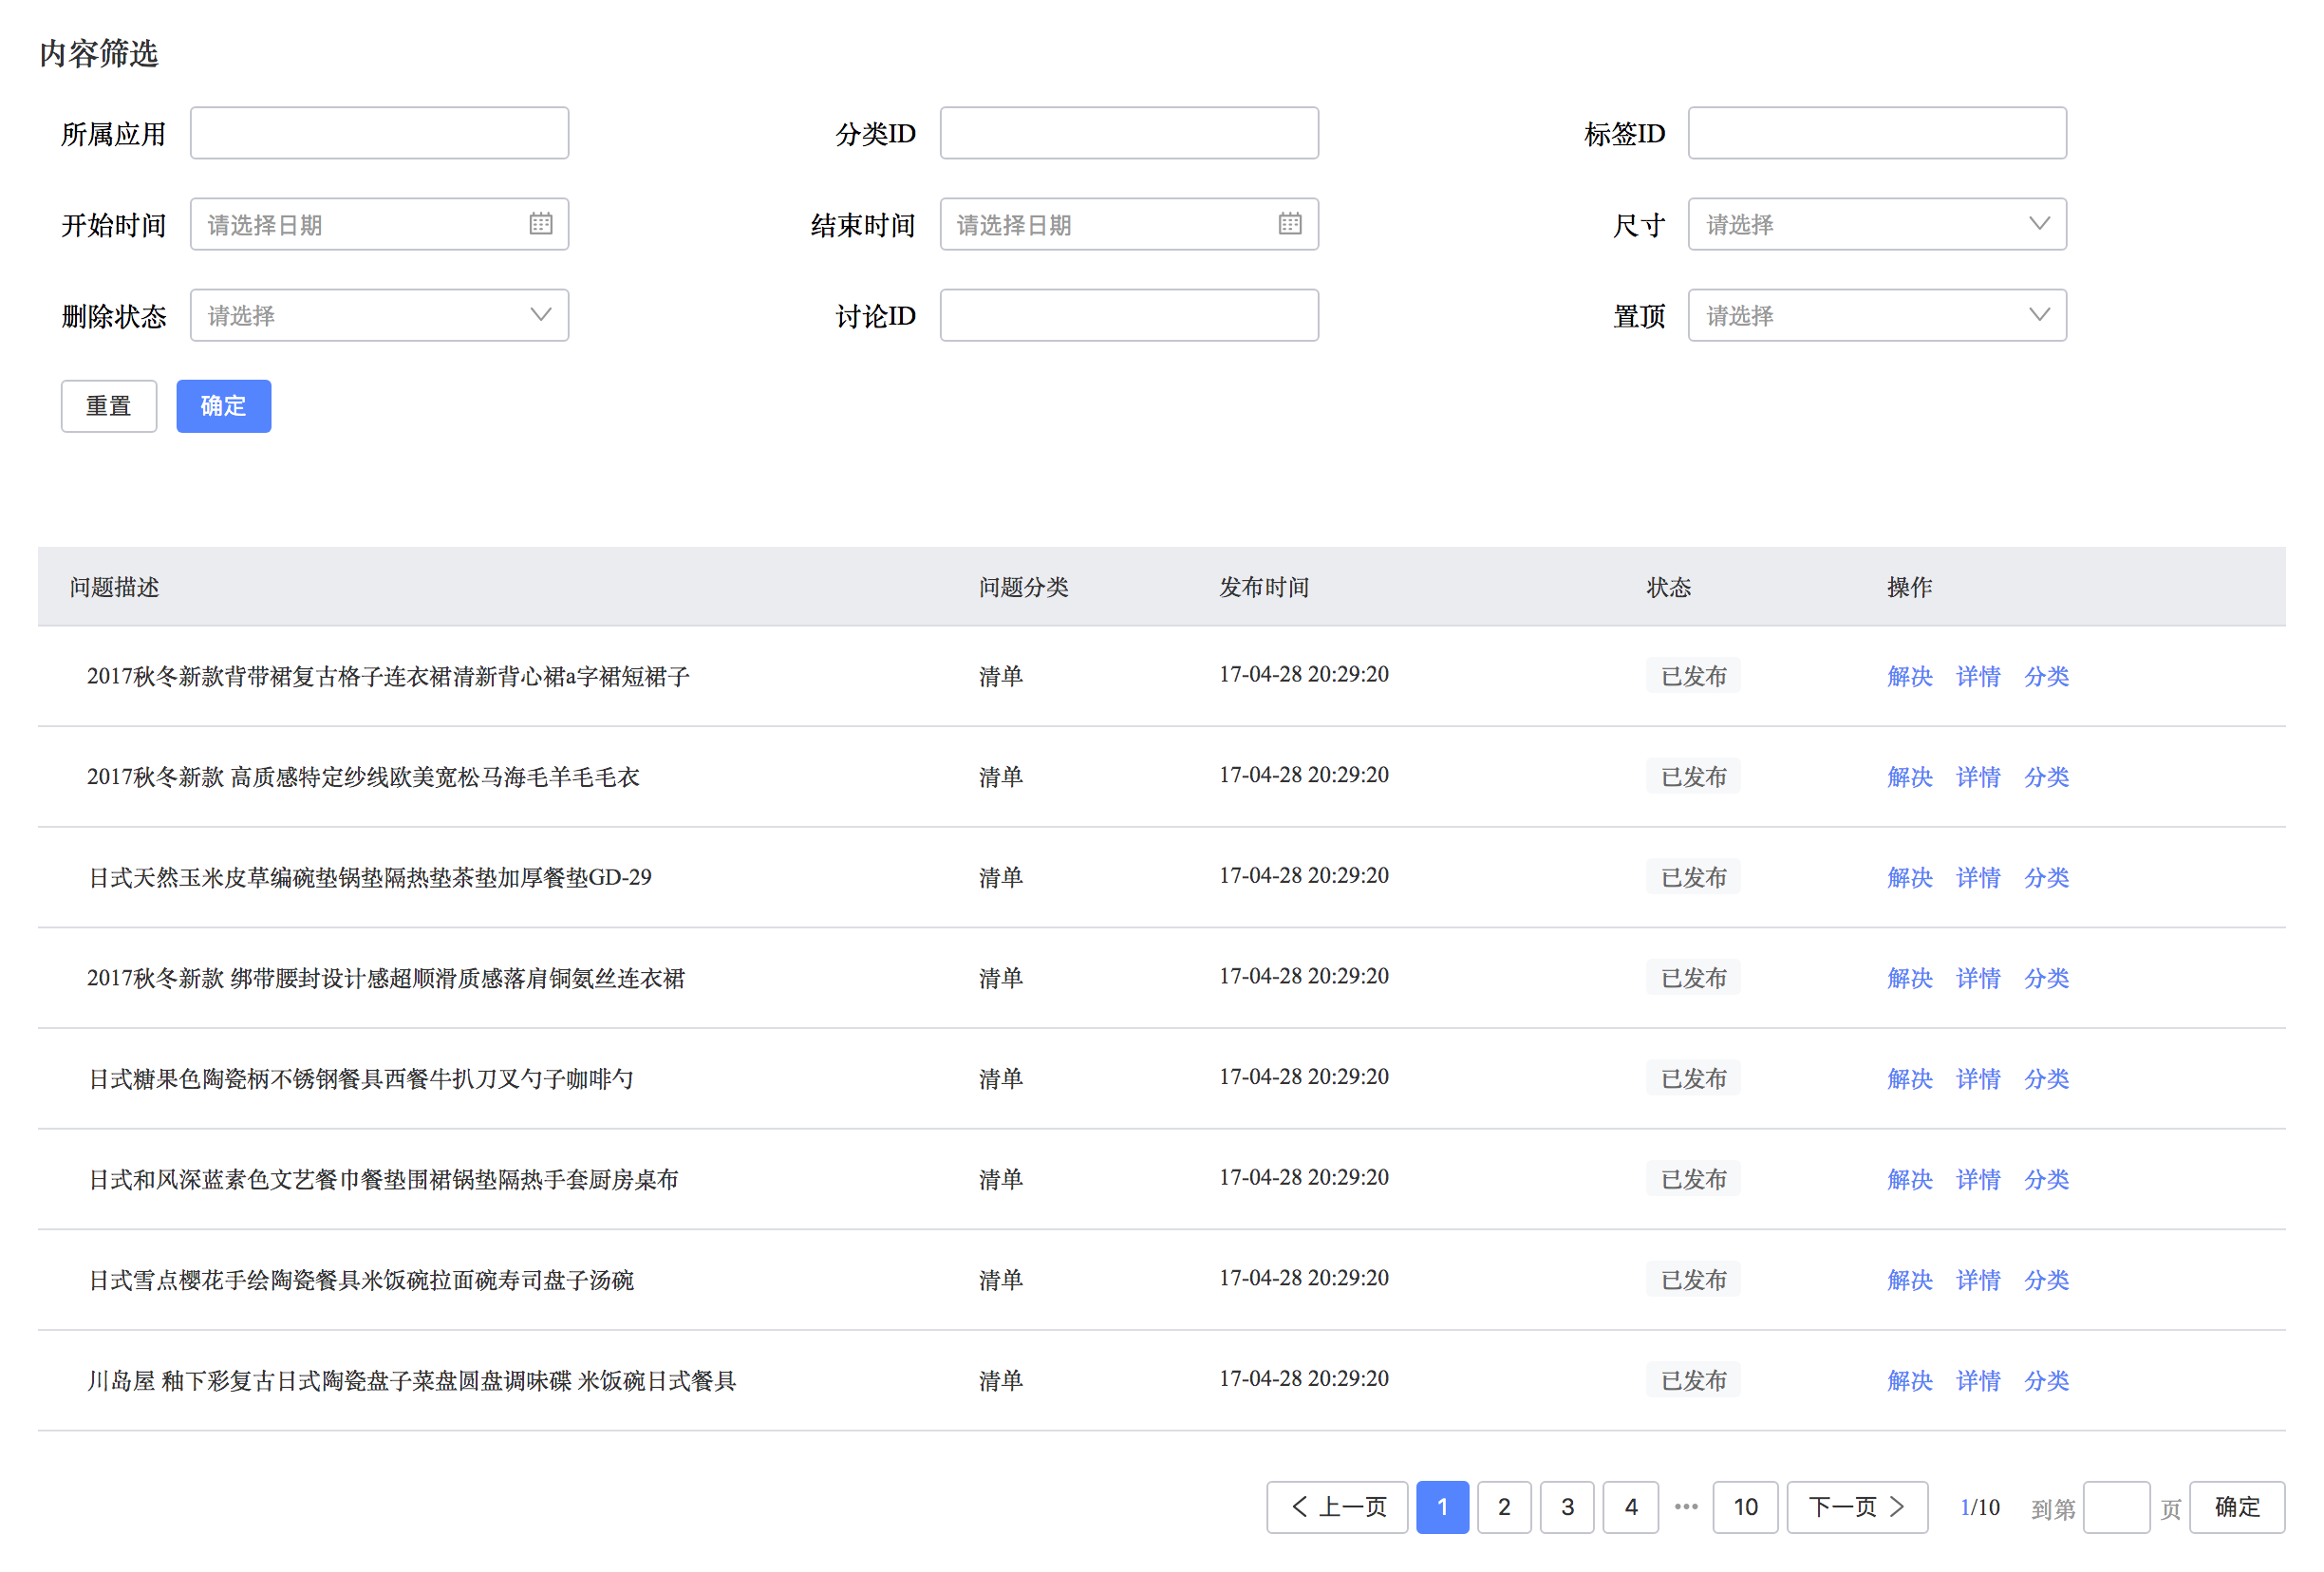 内容筛选
所属应用 分类ID 标签ID
开始时间 请选择日期 结束时间 请选择日期 尺寸 请选择
删除状态 请选择 讨论ID 置顶 请选择
重置 确定
问题描述 问题分类 发布时间 状态 操作
2017秋冬新款背带裙复古格子连衣裙清新背心裙a字裙短裙子 清单 17-04-28 20:29:20 已发布 解决 详情 分类
2017秋冬新款 高质感特定纱线欧美宽松马海毛羊毛毛衣 清单 17-04-28 20:29:20 已发布 解决 详情 分类
日式天然玉米皮草编碗垫锅垫隔热垫茶垫加厚餐垫GD-29 清单 17-04-28 20:29:20 已发布 解决 详情 分类
2017秋冬新款 绑带腰封设计感超顺滑质感落肩铜氨丝连衣裙 清单 17-04-28 20:29:20 已发布 解决 详情 分类
日式糖果色陶瓷柄不锈钢餐具西餐牛扒刀叉勺子咖啡勺 清单 17-04-28 20:29:20 已发布 解决 详情 分类
日式和风深蓝素色文艺餐巾餐垫围裙锅垫隔热手套厨房桌布 清单 17-04-28 20:29:20 已发布 解决 详情 分类
日式雪点樱花手绘陶瓷餐具米饭碗拉面碗寿司盘子汤碗 清单 17-04-28 20:29:20 已发布 解决 详情 分类
川岛屋 釉下彩复古日式陶瓷盘子菜盘圆盘调味碟 米饭碗日式餐具 清单 17-04-28 20:29:20 已发布 解决 详情 分类
上一页 1 2 3 4 ••• 10 下一页 1/10 到第 页 确定